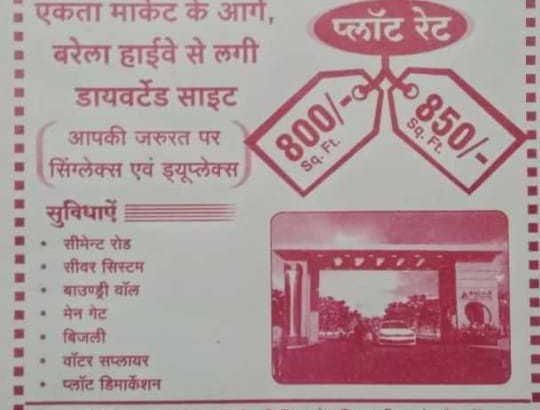 एकता मार्केट के आगे,
बरेला हाईवे से लगी
डायवर्टेड साइट
आपकी जरुरत पर
सिंग्लेक्स एवं ड्यूप्लेक्स
प्लॉट रेट
800/-
Sq. Ft.
850/-
Sq. Ft.
सुविधाऐं
• सीमेन्ट रोड
• सीवर सिस्टम
• बाउण्ड्री वॉल
• मेन गेट
• बिजली
• वॉटर सप्लायर
• प्लॉट डिमार्केशन